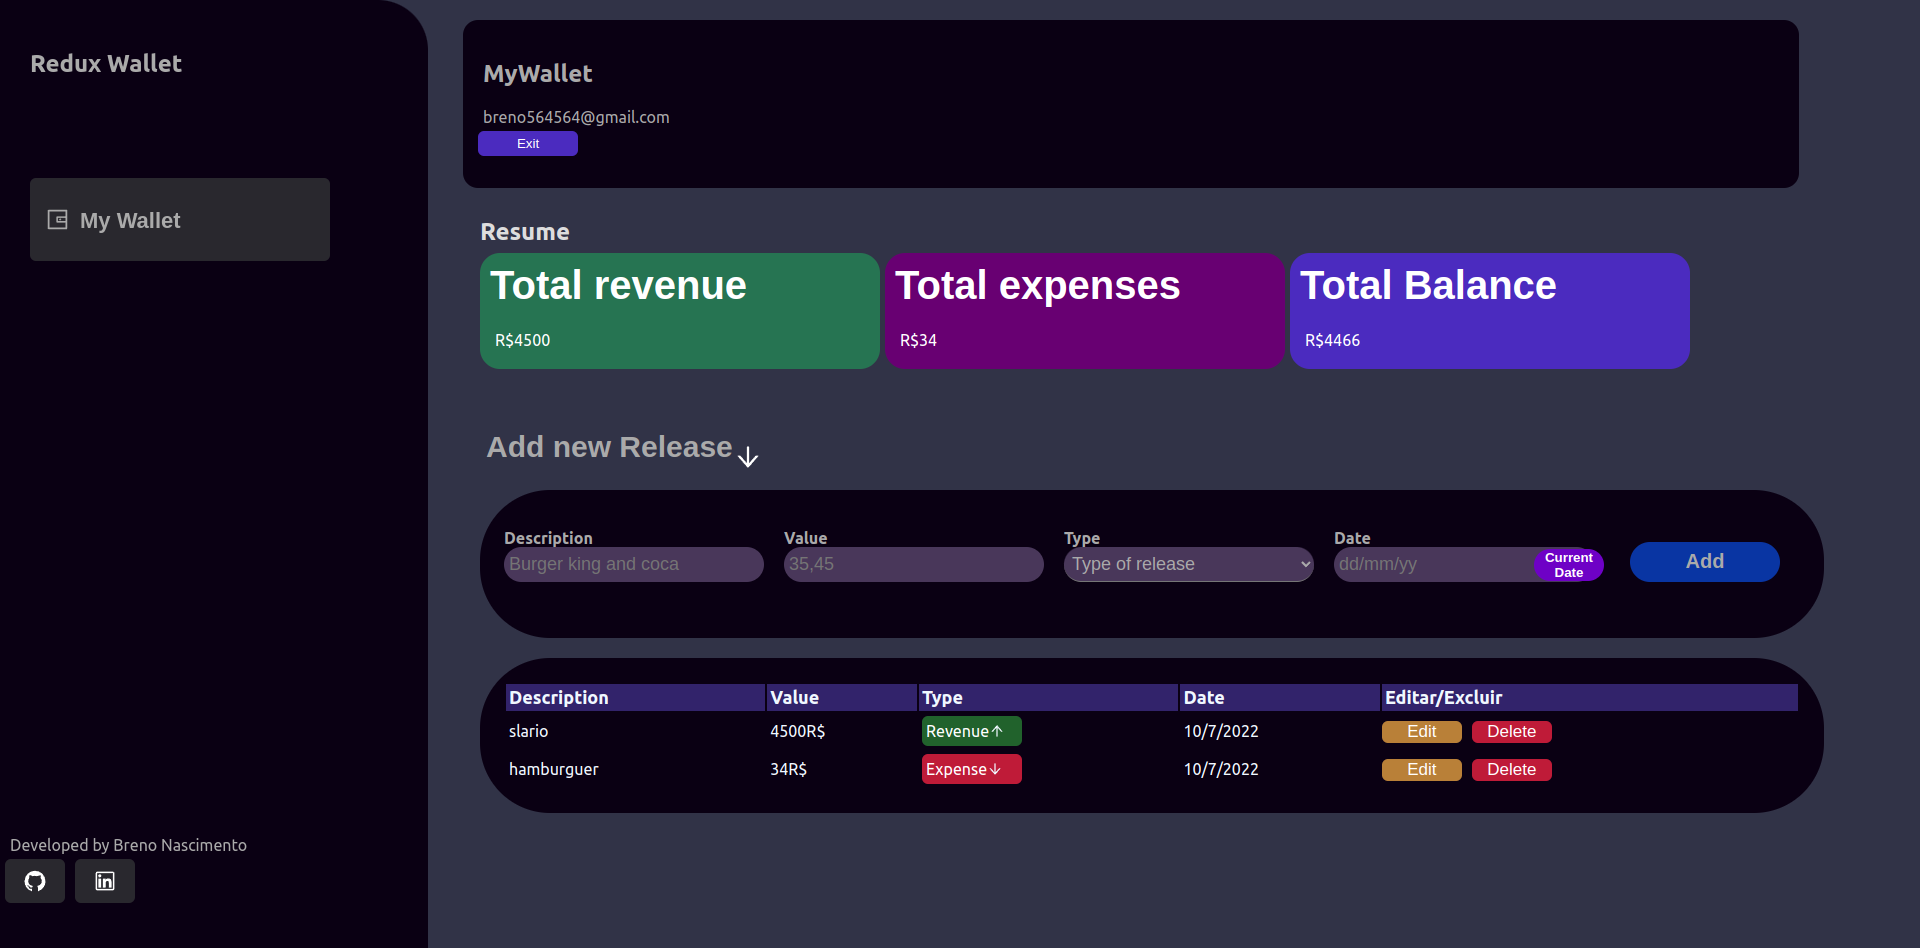 Redux Wallet
My Wallet
Developed by Breno Nascimento
MyWallet
breno564564@gmail.com
Exit
Resume
Total revenue
R$4500
Total expenses
R$34
Total Balance
R$4466
Add new Release
Description Value Type Date
Burger king and coca 35,45 Type of release dd/mm/yy Current Date Add
Description Value Type Date Editar/Excluir
slario 4500R$ Revenue↑ 10/7/2022 Edit Delete
hamburguer 34R$ Expense↓ 10/7/2022 Edit Delete